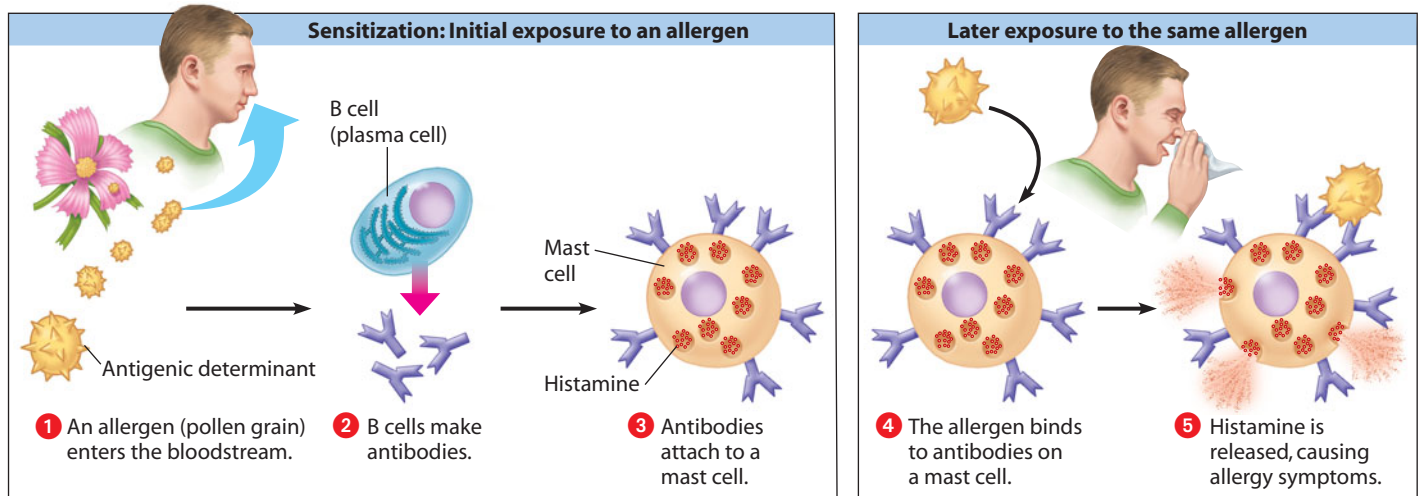 Sensitization: Initial exposure to an allergen
B cell
(plasma cell)
Mast
cell
Antigenic determinant
Histamine
1 An allergen (pollen grain)
enters the bloodstream.
2 B cells make
antibodies.
3 Antibodies
attach to a
mast cell.
Later exposure to the same allergen
4 The allergen binds
to antibodies on
a mast cell.
5 Histamine is
released, causing
allergy symptoms.